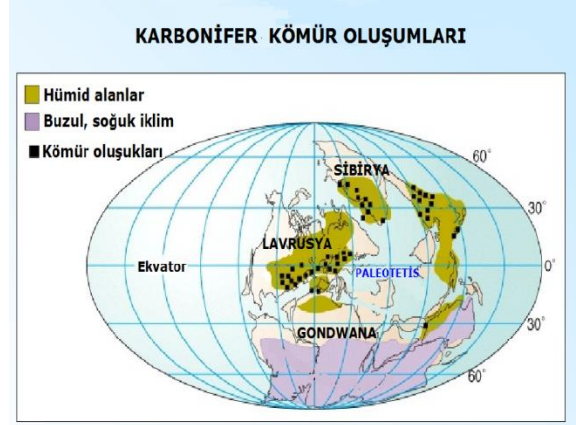 KARBONİFER KÖMÜR OLUŞUMLARI
Hümid alanlar
Buzul, soğuk iklim
Kömür oluşukları
60°
SİBİRYA
30°
LAVRUSYA
Ekvator
PALEOTETİS
0°
GONDWANA
30°
60°